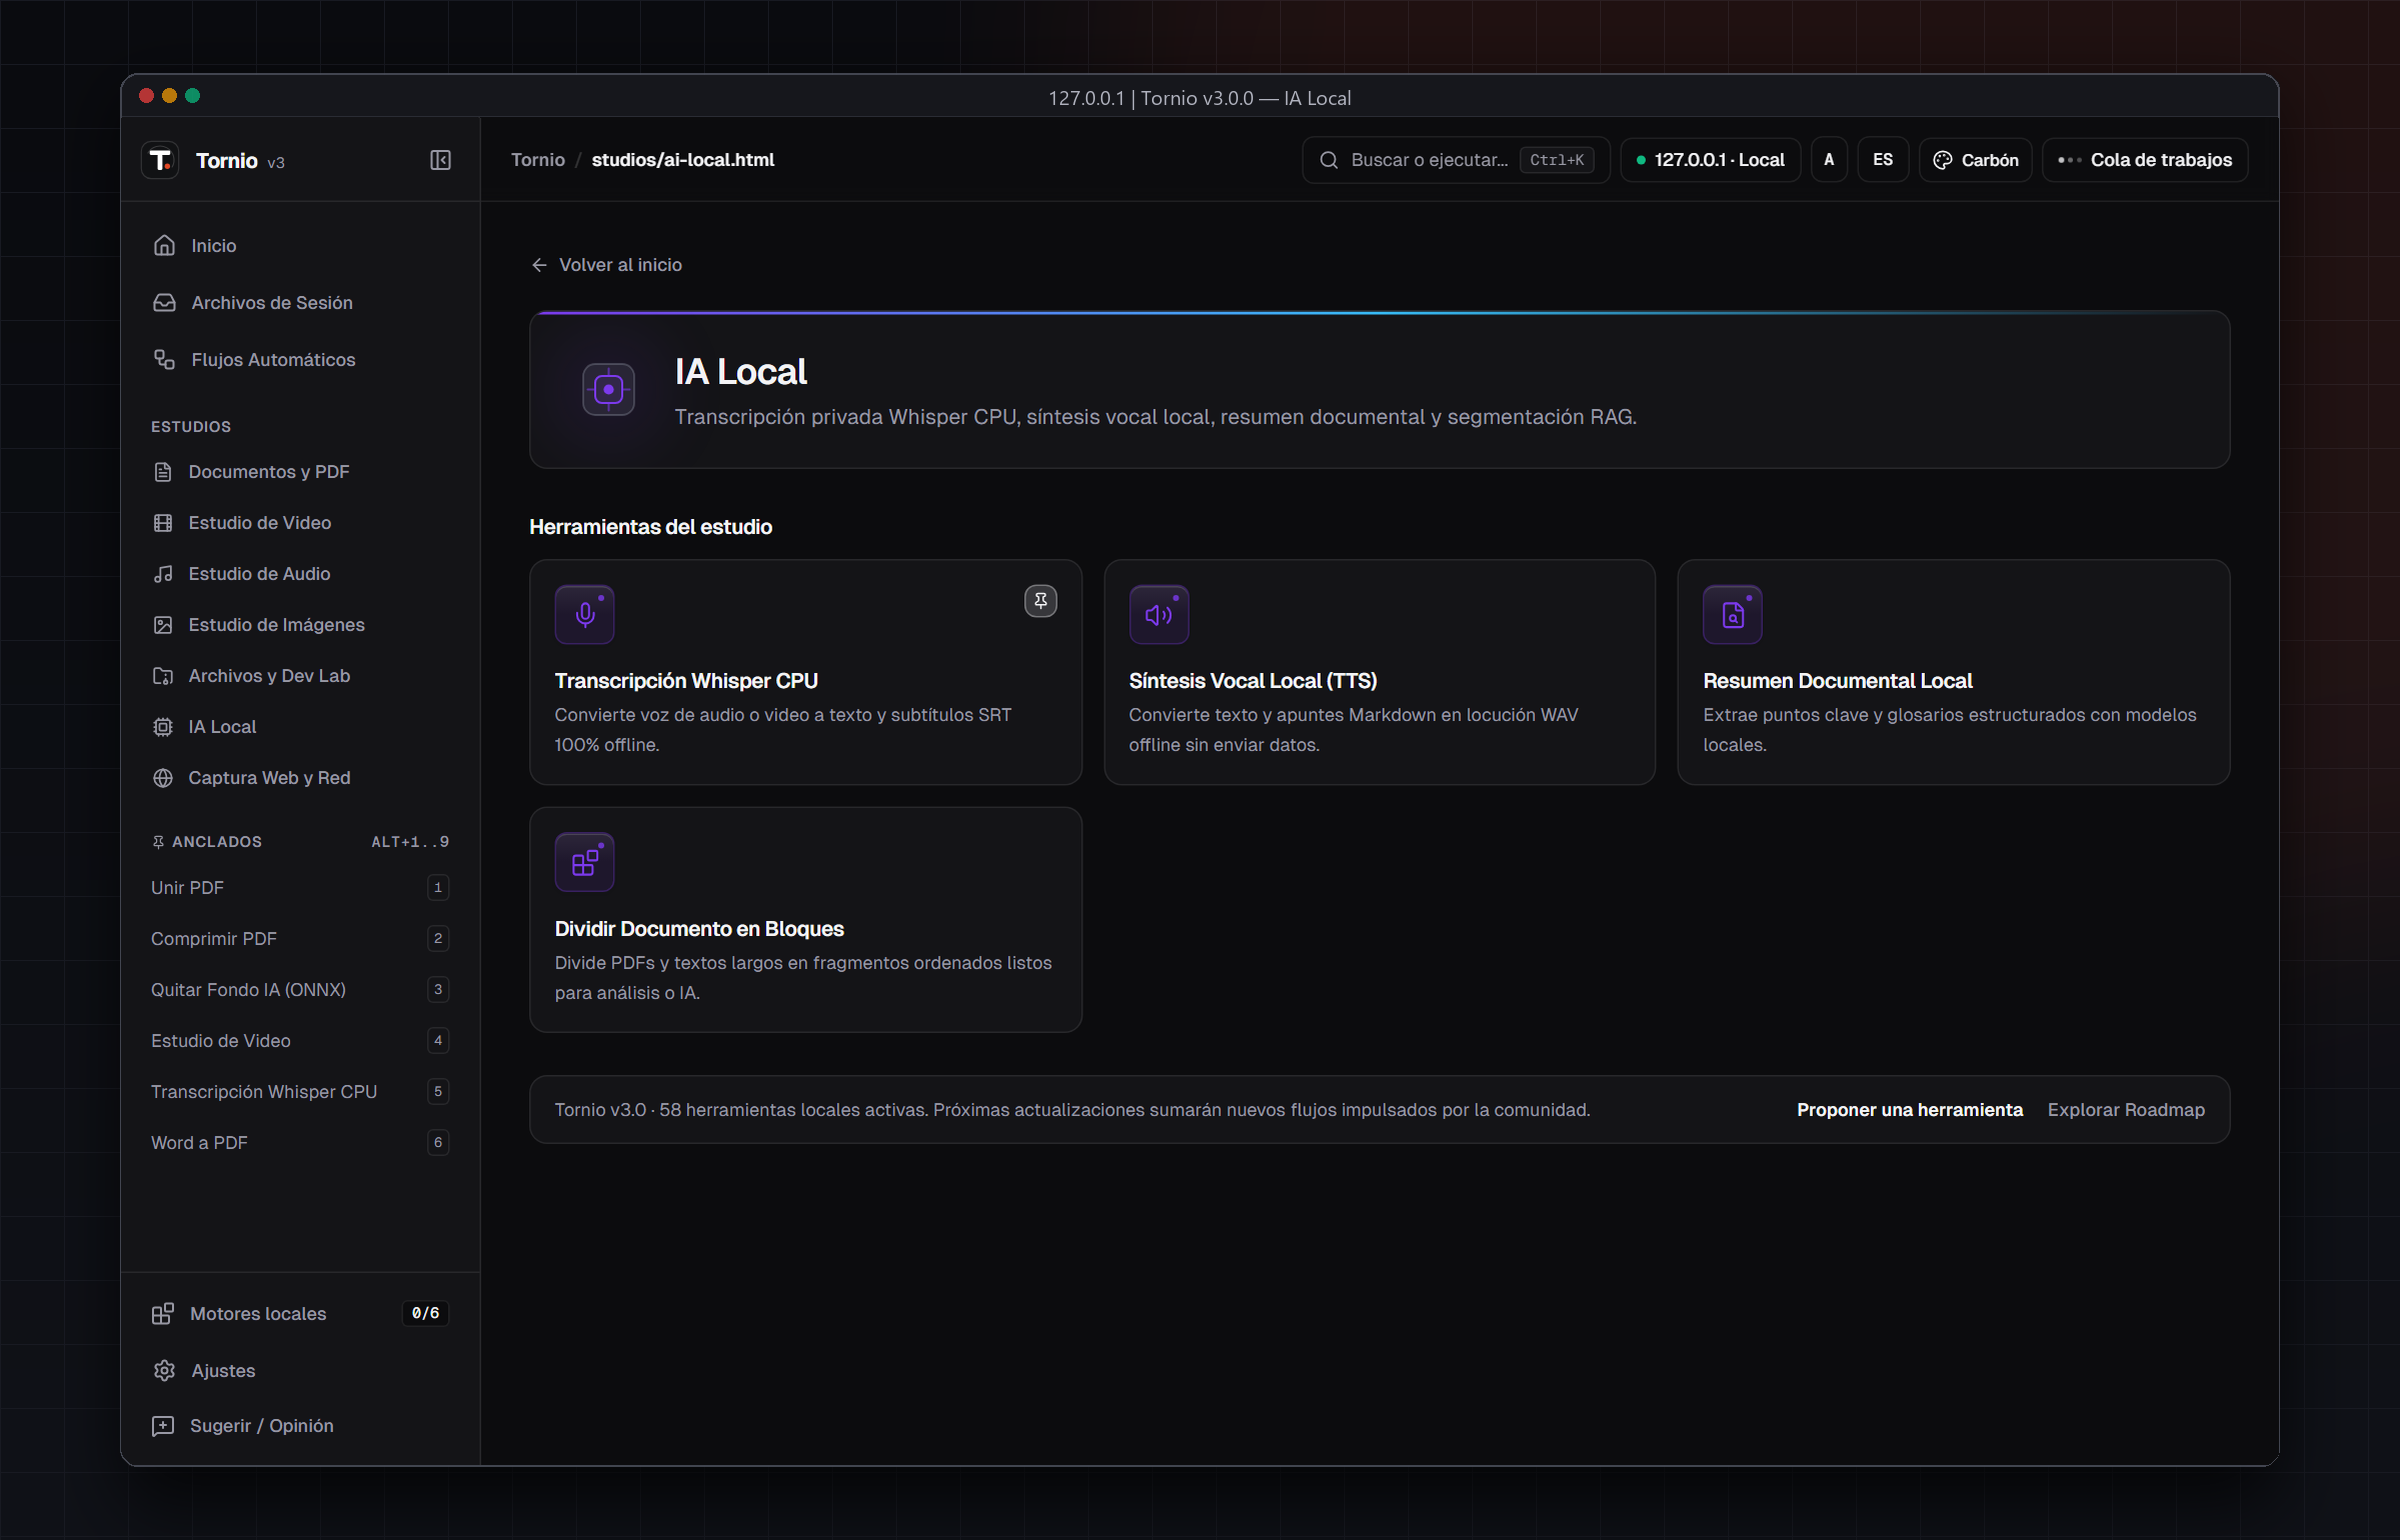 127.0.0.1 | Tornio v3.0.0 — IA Local
T.
Tornio v3
Tornio / studios/ai-local.html
Buscar o ejecutar... Ctrl+K
127.0.0.1 · Local
A
ES
Carbón
Cola de trabajos
Inicio
Archivos de Sesión
Flujos Automáticos
ESTUDIOS
Documentos y PDF
Estudio de Video
Estudio de Audio
Estudio de Imágenes
Archivos y Dev Lab
IA Local
Captura Web y Red
ANCLADOS ALT+1..9
Unir PDF 1
Comprimir PDF 2
Quitar Fondo IA (ONNX) 3
Estudio de Video 4
Transcripción Whisper CPU 5
Word a PDF 6
Motores locales 0/6
Ajustes
Sugerir / Opinión
Volver al inicio
IA Local
Transcripción privada Whisper CPU, síntesis vocal local, resumen documental y segmentación RAG.
Herramientas del estudio
Transcripción Whisper CPU
Convierte voz de audio o video a texto y subtítulos SRT
100% offline.
Síntesis Vocal Local (TTS)
Convierte texto y apuntes Markdown en locución WAV
offline sin enviar datos.
Resumen Documental Local
Extrae puntos clave y glosarios estructurados con modelos
locales.
Dividir Documento en Bloques
Divide PDFs y textos largos en fragmentos ordenados listos
para análisis o IA.
Tornio v3.0 · 58 herramientas locales activas. Próximas actualizaciones sumarán nuevos flujos impulsados por la comunidad.
Proponer una herramienta
Explorar Roadmap